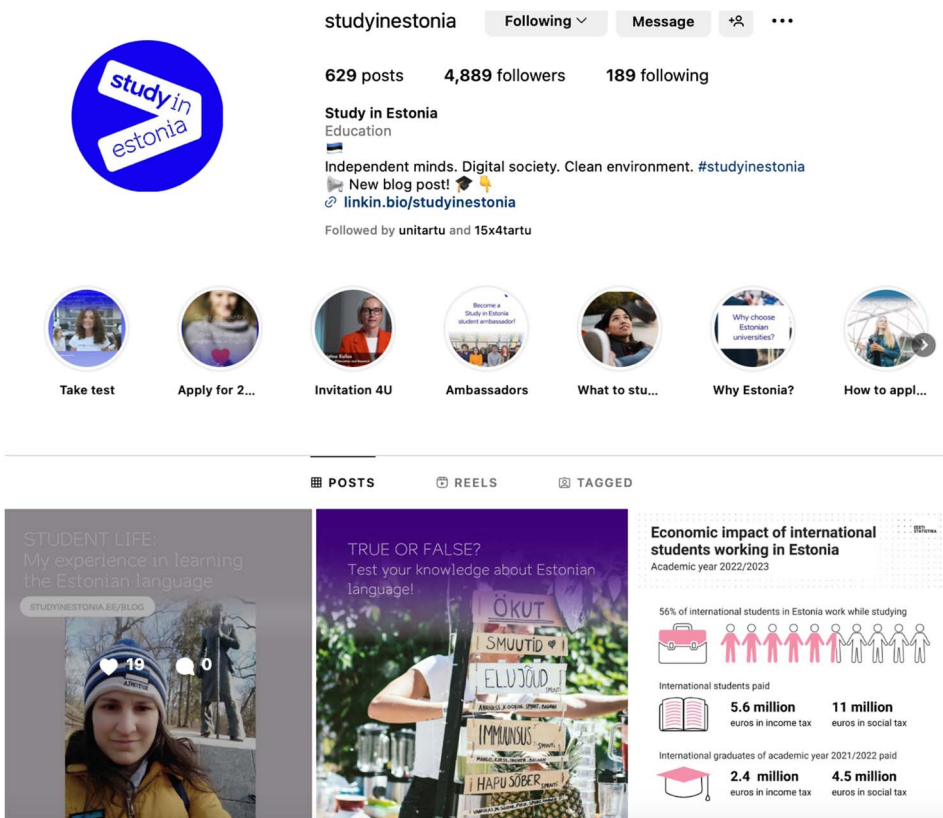 studyinestonia
Following
Message
629 posts
4,889 followers
189 following
Study in Estonia
Education
Independent minds. Digital society. Clean environment. #studyinestonia
New blog post!
linkin.bio/studyinestonia
Followed by unitartu and 15x4tartu
study in
estonia
Become a
Study in Estonia
student ambassador!
Why choose
Estonian
universities?
Take test
Apply for 2...
Invitation 4U
Ambassadors
What to stu...
Why Estonia?
How to appl...
POSTS
REELS
TAGGED
STUDENT LIFE:
My experience in learning
the Estonian language
STUDYINESTONIA.EE/BLOG
19
0
TRUE OR FALSE?
Test your knowledge about Estonian
language!
ÖKUT
SMUUTID
ELUJÕUD
IMMUUNSUS
HAPU SÕBER
Economic impact of international
students working in Estonia
Academic year 2022/2023
EESTI
STATISTIKA
56% of international students in Estonia work while studying
International students paid
5.6 million
euros in income tax
11 million
euros in social tax
International graduates of academic year 2021/2022 paid
2.4 million
euros in income tax
4.5 million
euros in social tax